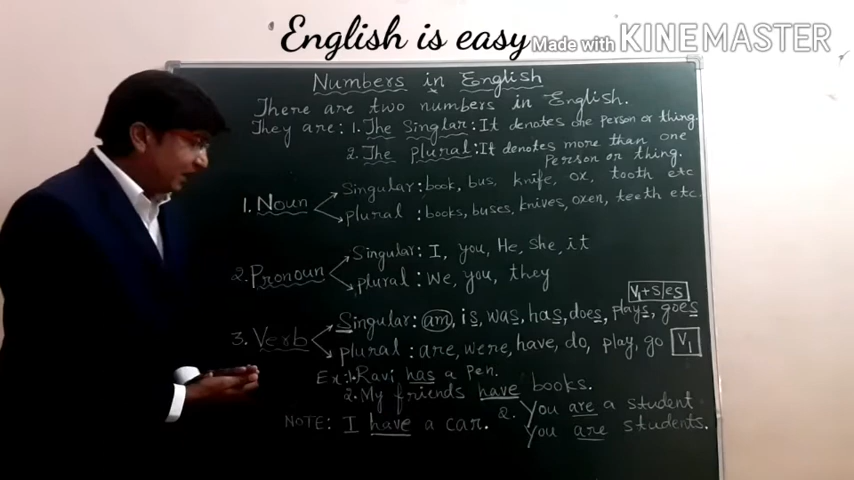 English is easy
Made with KINEMASTER
Numbers in English
There are two numbers in English.
They are: 1. The Singlar: It denotes one person or thing.
2. The plural: It denotes more than one
Person or thing.
1. Noun
Singular: book, bus, knife, ox, tooth etc
plural : books, buses, knives, oxen, teeth etc.
2. Pronoun
Singular: I, you, He, she, it
plural : We, you, they
V1+s/es
3. Verb
Singular: am, is, was, has, does, plays, goes
plural : are, were, have, do, play, go V1
Ex: 1. Ravi has a pen.
2. My friends have books.
NOTE: I have a car. 2. You are a student
You are students.